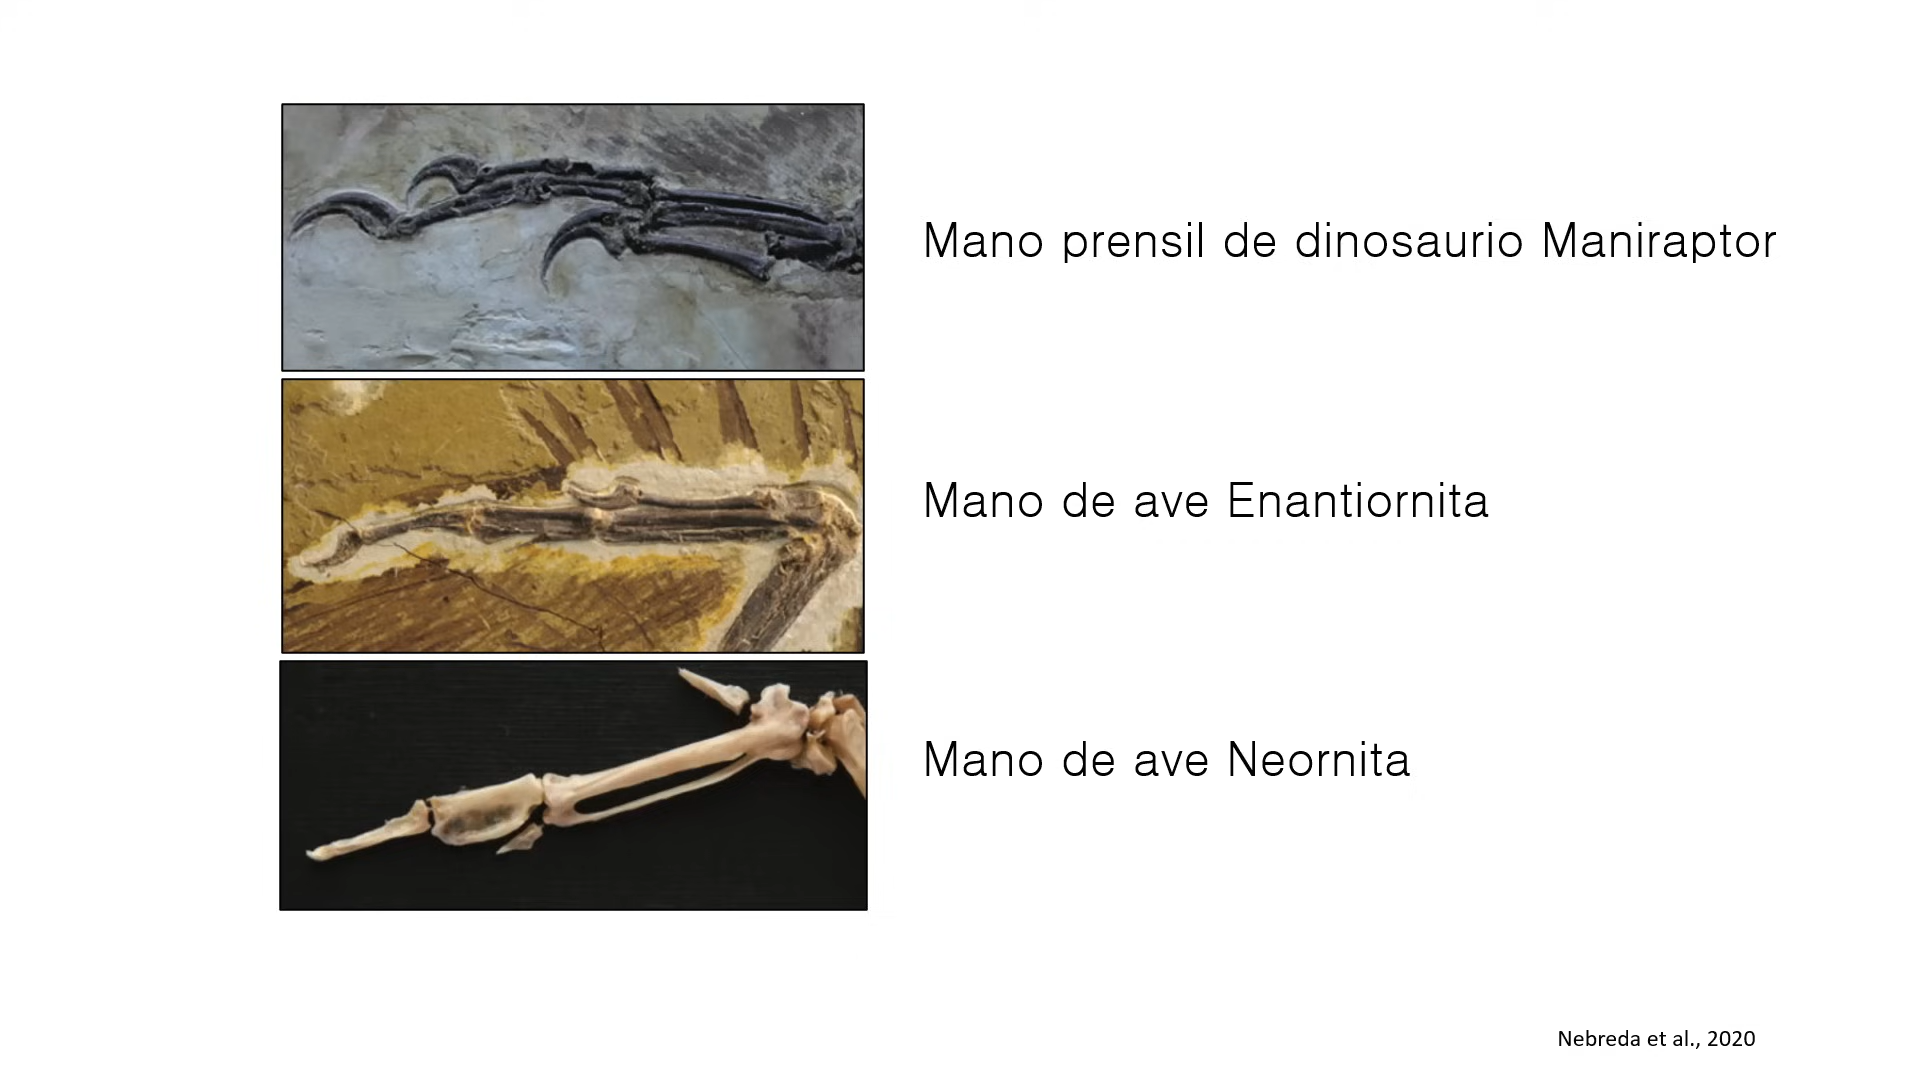 Mano prensil de dinosaurio Maniraptor
Mano de ave Enantiornita
Mano de ave Neornita
Nebreda et al., 2020